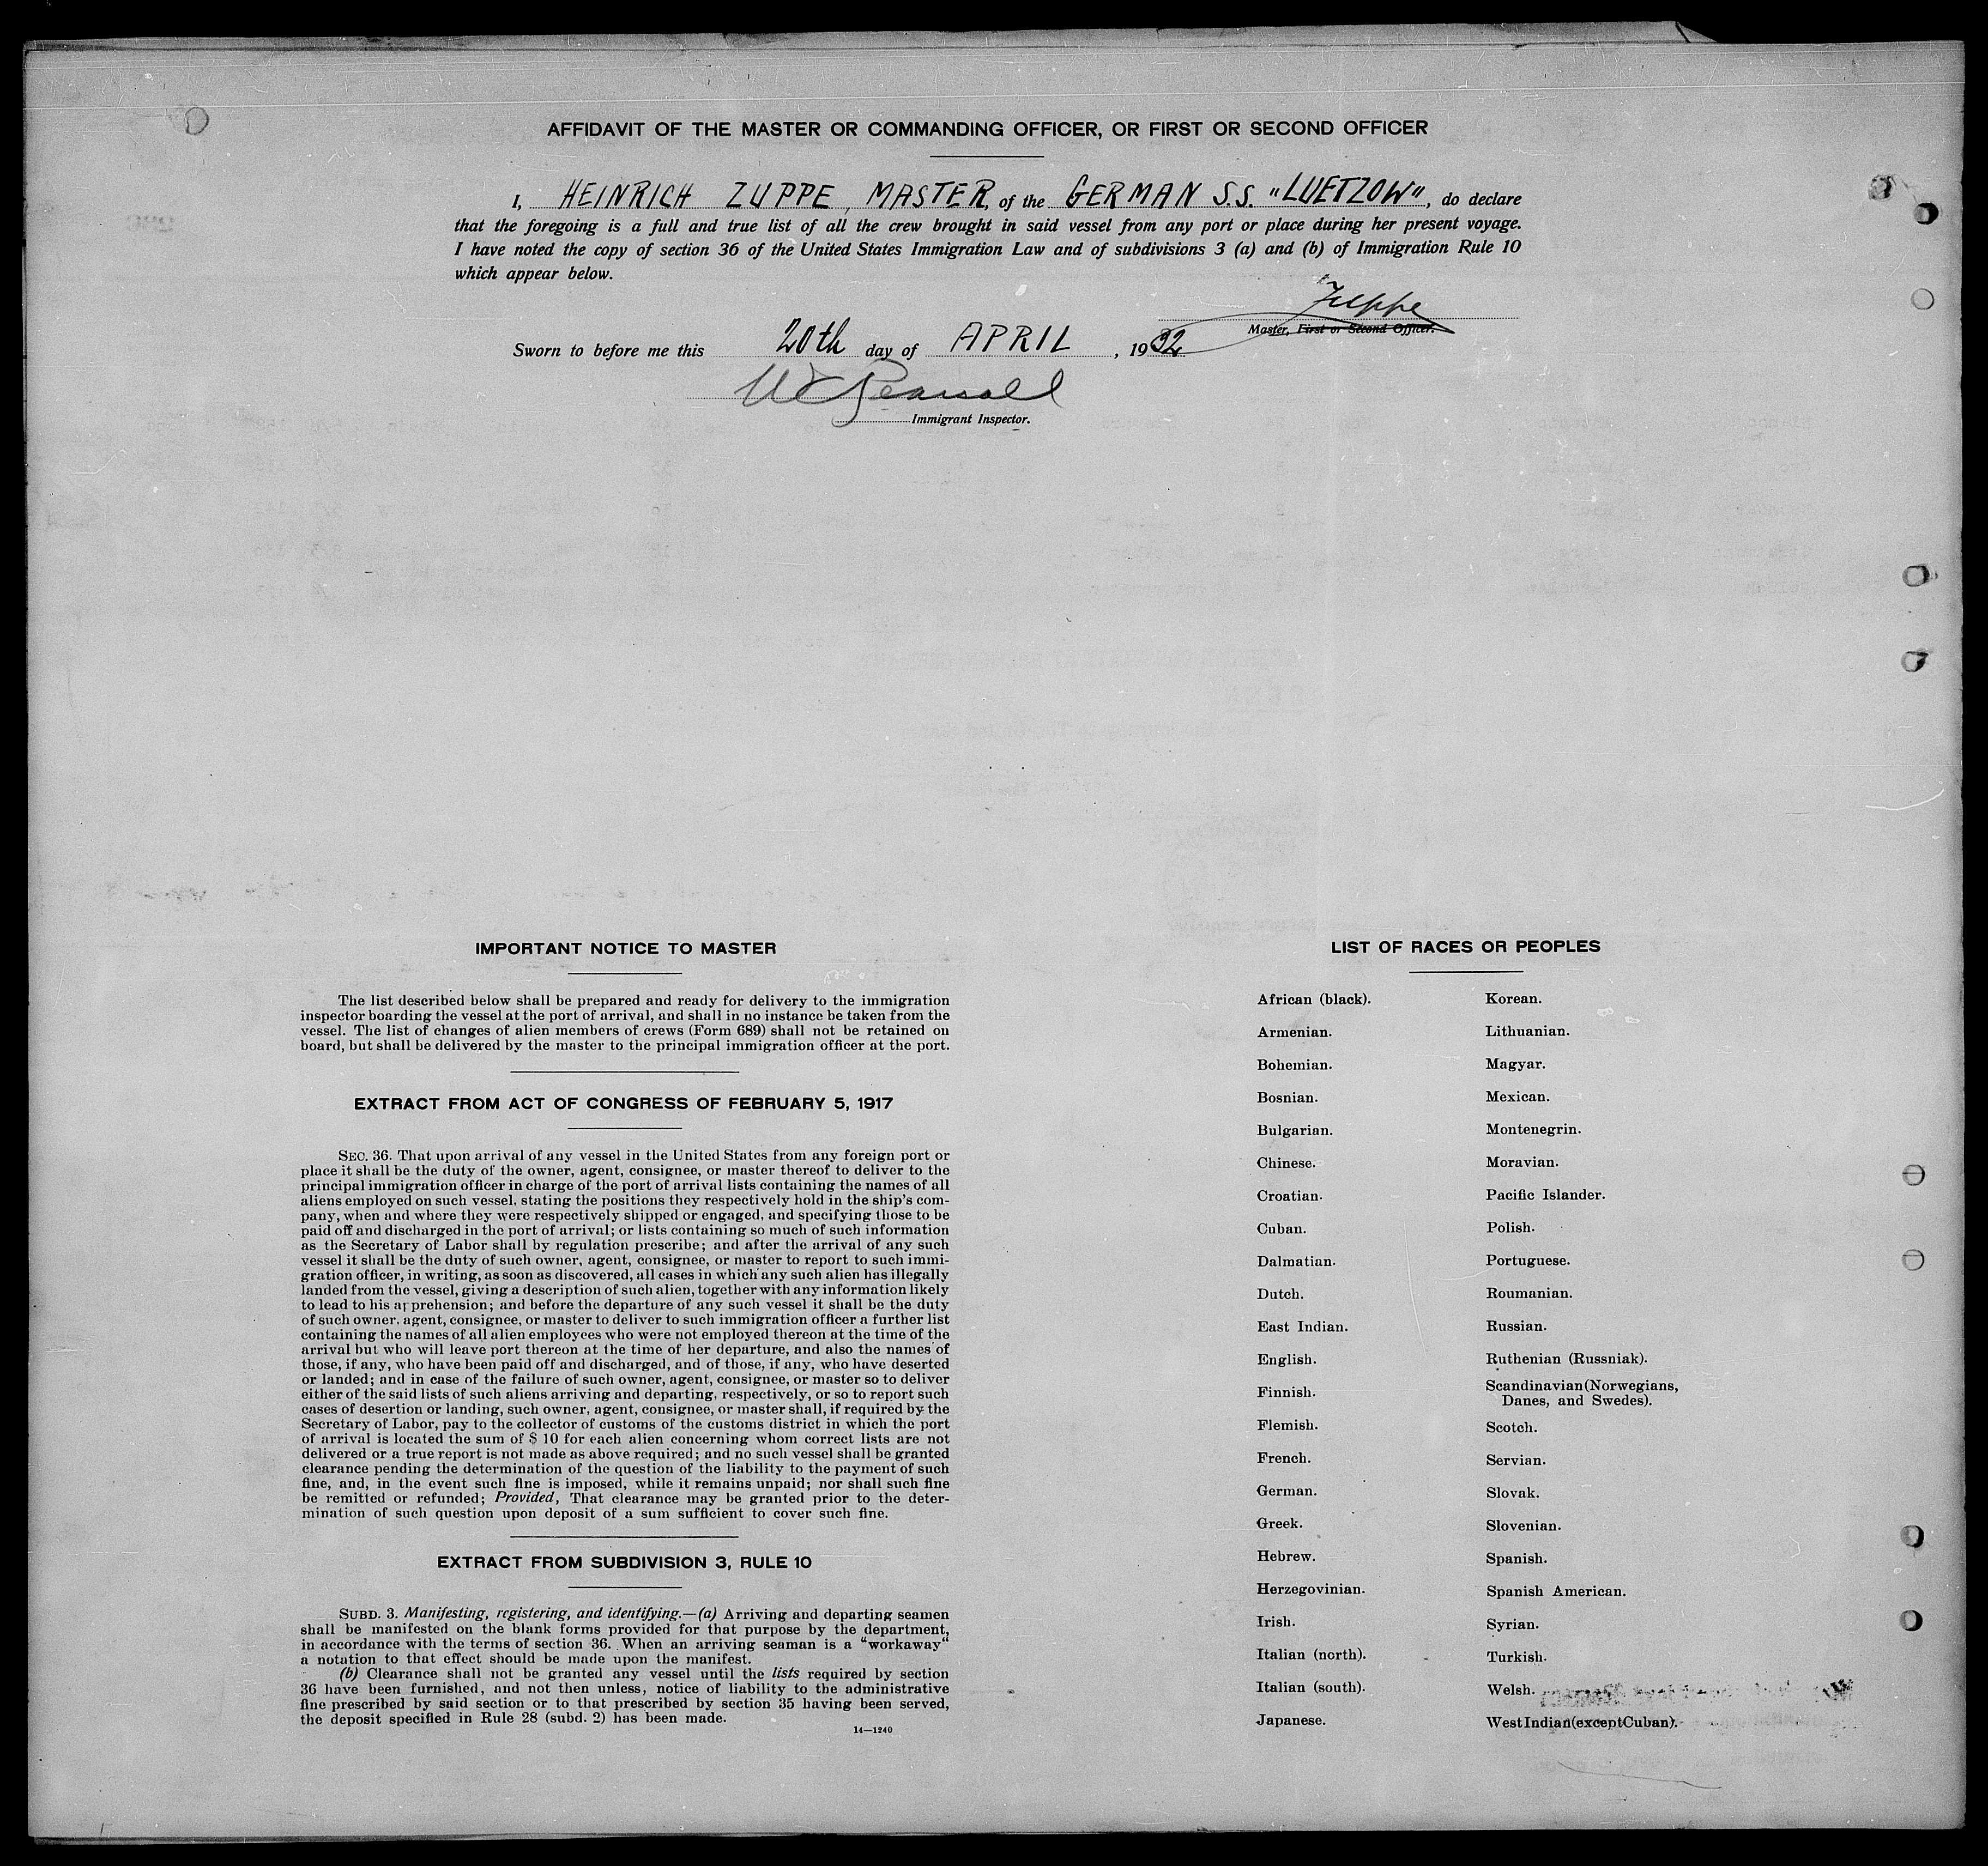 AFFIDAVIT OF THE MASTER OR COMMANDING OFFICER, OR FIRST OR SECOND OFFICER
I, HEINRICH ZUPPE, MASTER, of the GERMAN S.S. "LUETZOW", do declare
that the foregoing is a full and true list of all the crew brought in said vessel from any port or place during her present voyage.
I have noted the copy of section 36 of the United States Immigration Law and of subdivisions 3 (a) and (b) of Immigration Rule 10
which appear below.
Zuppe
Master, First or Second Officer.
Sworn to before me this 20th day of APRIL, 1932
Pearsall
Immigrant Inspector.
IMPORTANT NOTICE TO MASTER
The list described below shall be prepared and ready for delivery to the immigration
inspector boarding the vessel at the port of arrival, and shall in no instance be taken from the
vessel. The list of changes of alien members of crews (Form 689) shall not be retained on
board, but shall be delivered by the master to the principal immigration officer at the port.
EXTRACT FROM ACT OF CONGRESS OF FEBRUARY 5, 1917
SEC. 36. That upon arrival of any vessel in the United States from any foreign port or
place it shall be the duty of the owner, agent, consignee, or master thereof to deliver to the
principal immigration officer in charge of the port of arrival lists containing the names of all
aliens employed on such vessel, stating the positions they respectively hold in the ship's com-
pany, when and where they were respectively shipped or engaged, and specifying those to be
paid off and discharged in the port of arrival; or lists containing so much of such information
as the Secretary of Labor shall by regulation prescribe; and after the arrival of any such
vessel it shall be the duty of such owner, agent, consignee, or master to report to such immi-
gration officer, in writing, as soon as discovered, all cases in which any such alien has illegally
landed from the vessel, giving a description of such alien, together with any information likely
to lead to his apprehension; and before the departure of any such vessel it shall be the duty
of such owner, agent, consignee, or master to deliver to such immigration officer a further list
containing the names of all alien employees who were not employed thereon at the time of the
arrival but who will leave port thereon at the time of her departure, and also the names of
those, if any, who have been paid off and discharged, and of those, if any, who have deserted
or landed; and in case of the failure of such owner, agent, consignee, or master so to deliver
either of the said lists of such aliens arriving and departing, respectively, or so to report such
cases of desertion or landing, such owner, agent, consignee, or master shall, if required by the
Secretary of Labor, pay to the collector of customs of the customs district in which the port
of arrival is located the sum of $ 10 for each alien concerning whom correct lists are not
delivered or a true report is not made as above required; and no such vessel shall be granted
clearance pending the determination of the question of the liability to the payment of such
fine, and, in the event such fine is imposed, while it remains unpaid; nor shall such fine
be remitted or refunded; Provided, That clearance may be granted prior to the deter-
mination of such question upon deposit of a sum sufficient to cover such fine.
EXTRACT FROM SUBDIVISION 3, RULE 10
SUBD. 3. Manifesting, registering, and identifying.—(a) Arriving and departing seamen
shall be manifested on the blank forms provided for that purpose by the department,
in accordance with the terms of section 36. When an arriving seaman is a "workaway"
a notation to that effect should be made upon the manifest.
(b) Clearance shall not be granted any vessel until the lists required by section
36 have been furnished, and not then unless, notice of liability to the administrative
fine prescribed by said section or to that prescribed by section 35 having been served,
the deposit specified in Rule 28 (subd. 2) has been made.
14—1240
LIST OF RACES OR PEOPLES
African (black).
Armenian.
Bohemian.
Bosnian.
Bulgarian.
Chinese.
Croatian.
Cuban.
Dalmatian.
Dutch.
East Indian.
English.
Finnish.
Flemish.
French.
German.
Greek.
Hebrew.
Herzegovinian.
Irish.
Italian (north).
Italian (south).
Japanese.
Korean.
Lithuanian.
Magyar.
Mexican.
Montenegrin.
Moravian.
Pacific Islander.
Polish.
Portuguese.
Roumanian.
Russian.
Ruthenian (Russniak).
Scandinavian (Norwegians,
Danes, and Swedes).
Scotch.
Servian.
Slovak.
Slovenian.
Spanish.
Spanish American.
Syrian.
Turkish.
Welsh.
West Indian (except Cuban).